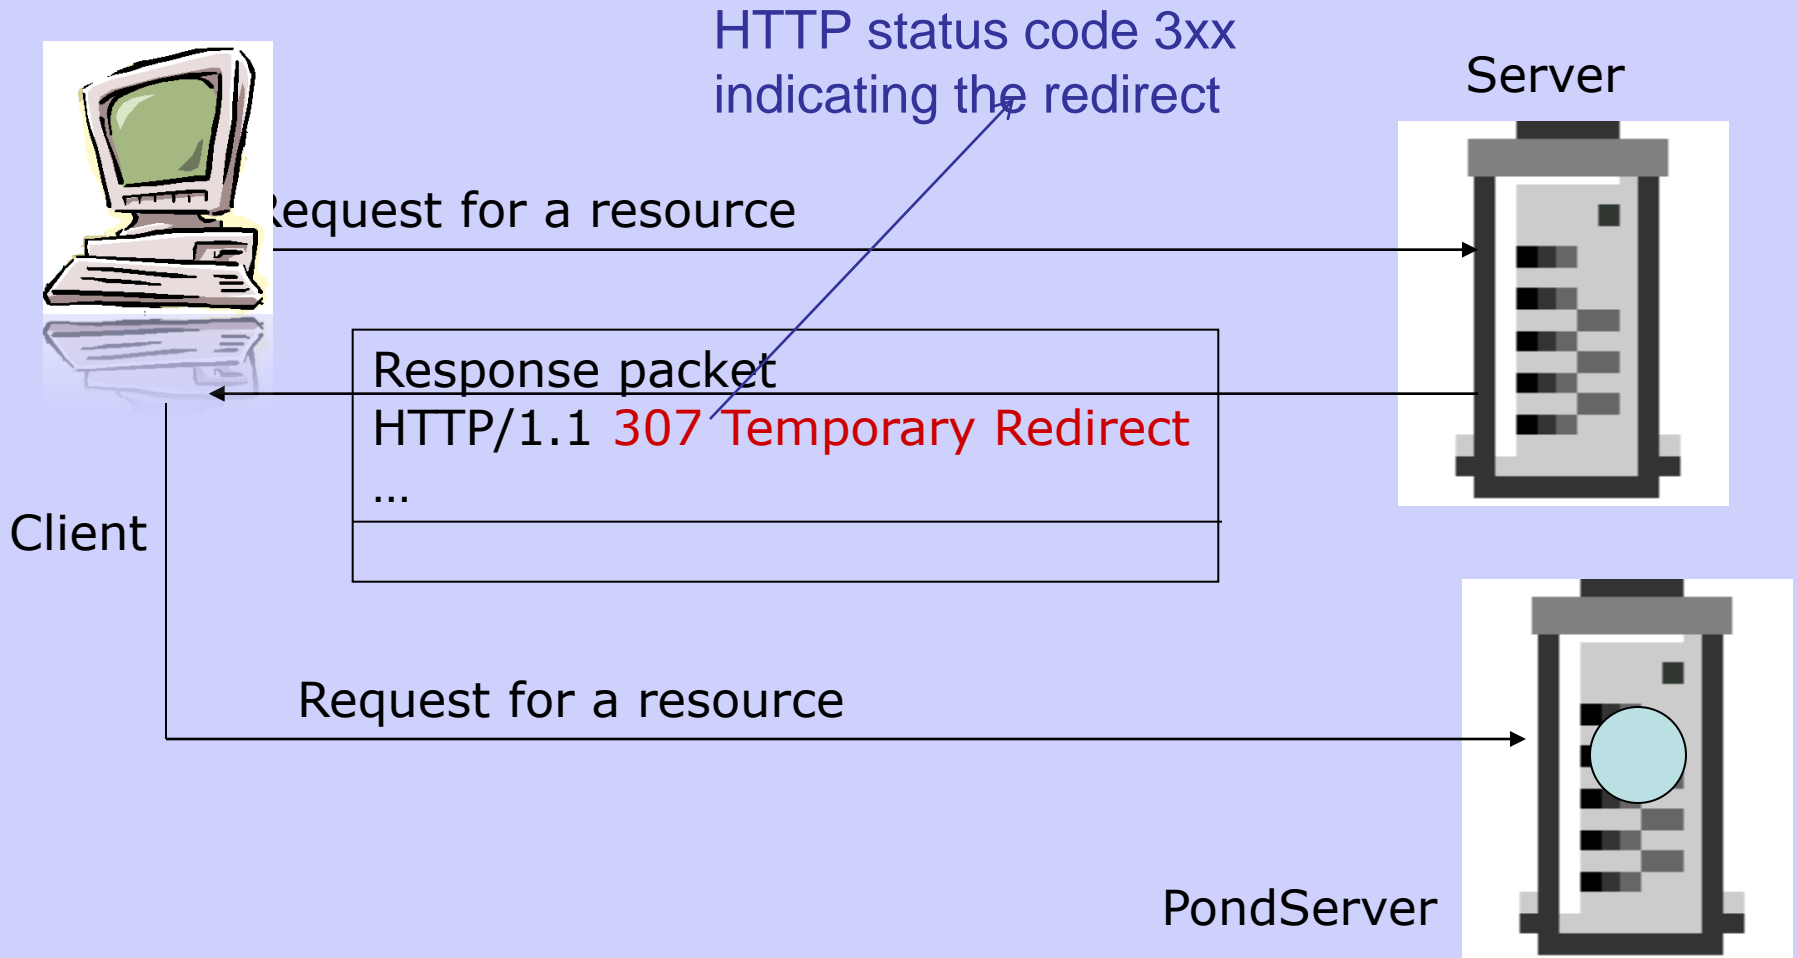 HTTP status code 3xx
indicating the redirect
Server
Request for a resource
Response packet
HTTP/1.1 307 Temporary Redirect
...
Client
Request for a resource
PondServer